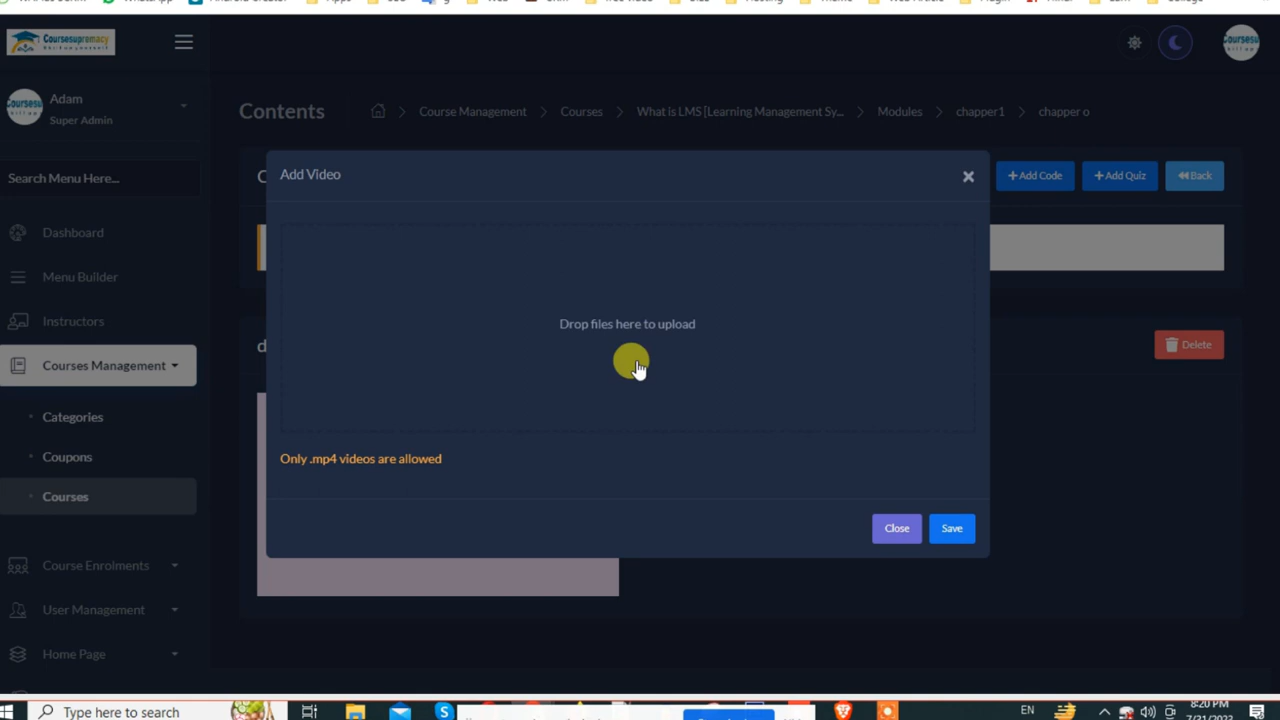 WhatsApp
Apps
Coursesupremacy
Adam
Super Admin
Contents
Course Management
Courses
What is LMS [Learning Management Sy...
Modules
chapper1
chapper o
Search Menu Here...
Add Video
+ Add Code
+ Add Quiz
Back
Dashboard
Menu Builder
Instructors
Drop files here to upload
Delete
Courses Management
Categories
Only .mp4 videos are allowed
Coupons
Courses
Close
Save
Course Enrolments
User Management
Home Page
Type here to search
EN
8:20 PM